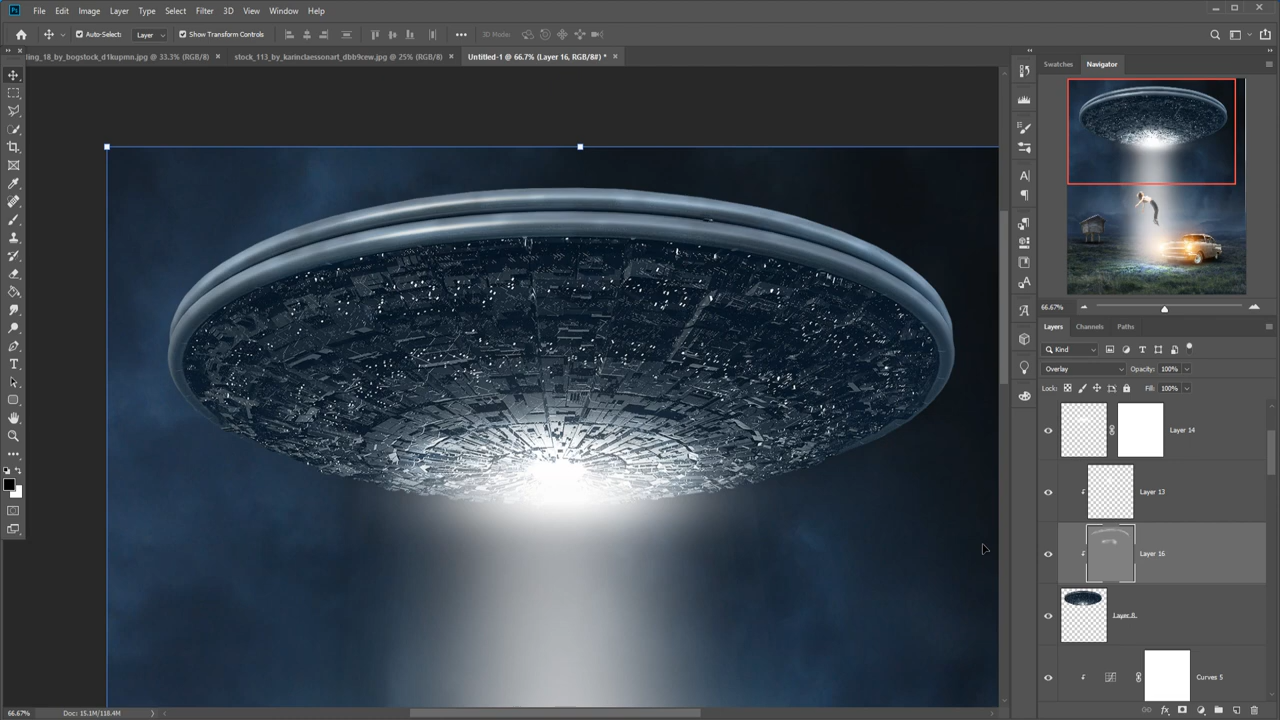 Ps File Edit Image Layer Type Select Filter 3D View Window Help
Auto-Select: Layer Show Transform Controls 3D Mode:
ling_18_by_bogstock_d1kupmn.jpg @ 33.3% (RGB/8) × stock_113_by_karinclaessonart_dbb9cew.jpg @ 25% (RGB/8) × Untitled-1 @ 66.7% (Layer 16, RGB/8#) * ×
Swatches Navigator
66.67%
Layers Channels Paths
Kind
Overlay Opacity: 100%
Lock: Fill: 100%
Layer 14
Layer 13
Layer 16
Layer 8
Curves 5
fx
66.67% Doc: 15.1M/118.4M